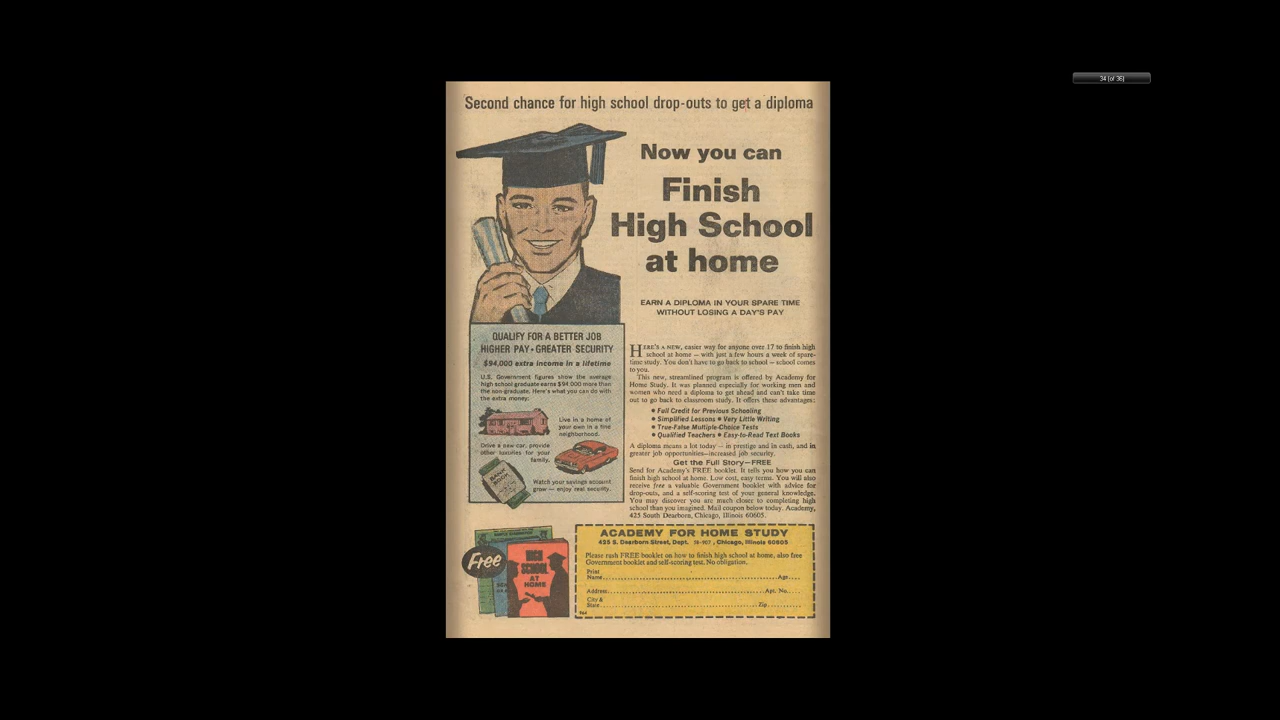 34 [of 36]
Second chance for high school drop-outs to get a diploma
Now you can
Finish
High School
at home
EARN A DIPLOMA IN YOUR SPARE TIME
WITHOUT LOSING A DAY'S PAY
QUALIFY FOR A BETTER JOB
HIGHER PAY • GREATER SECURITY
$94,000 extra income in a lifetime
U.S. Government figures show the average
high school graduate earns $94 000 more than
the non-graduate. Here's what you can do with
the extra money:
Live in a home of
your own in a fine
neighborhood.
Drive a new car, provide
other luxuries for your
family.
BANK
BOOK
Watch your savings account
grow — enjoy real security.
HERE'S A NEW, easier way for anyone over 17 to finish high
school at home — with just a few hours a week of spare-
time study. You don't have to go back to school — school comes
to you.
This new, streamlined program is offered by Academy for
Home Study. It was planned especially for working men and
women who need a diploma to get ahead and can't take time
out to go back to classroom study. It offers these advantages:
• Full Credit for Previous Schooling
• Simplified Lessons • Very Little Writing
• True-False Multiple-Choice Tests
• Qualified Teachers • Easy-to-Read Text Books
A diploma means a lot today — in prestige and in cash, and in
greater job opportunities—increased job security.
Get the Full Story—FREE
Send for Academy's FREE booklet. It tells you how you can
finish high school at home. Low cost, easy terms. You will also
receive free a valuable Government booklet with advice for
drop-outs, and a self-scoring test of your general knowledge.
You may discover you are much closer to completing high
school than you imagined. Mail coupon below today. Academy,
425 South Dearborn, Chicago, Illinois 60605.
Free
HIGH
SCHOOL
AT
HOME
ACADEMY FOR HOME STUDY
435 S. Dearborn Street, Dept. , Chicago, Illinois 60605
Please rush FREE booklet on how to finish high school at home, also free
Government booklet and self-scoring test. No obligation.
Print
Name Age
Address Apt. No.
City &
State Zip